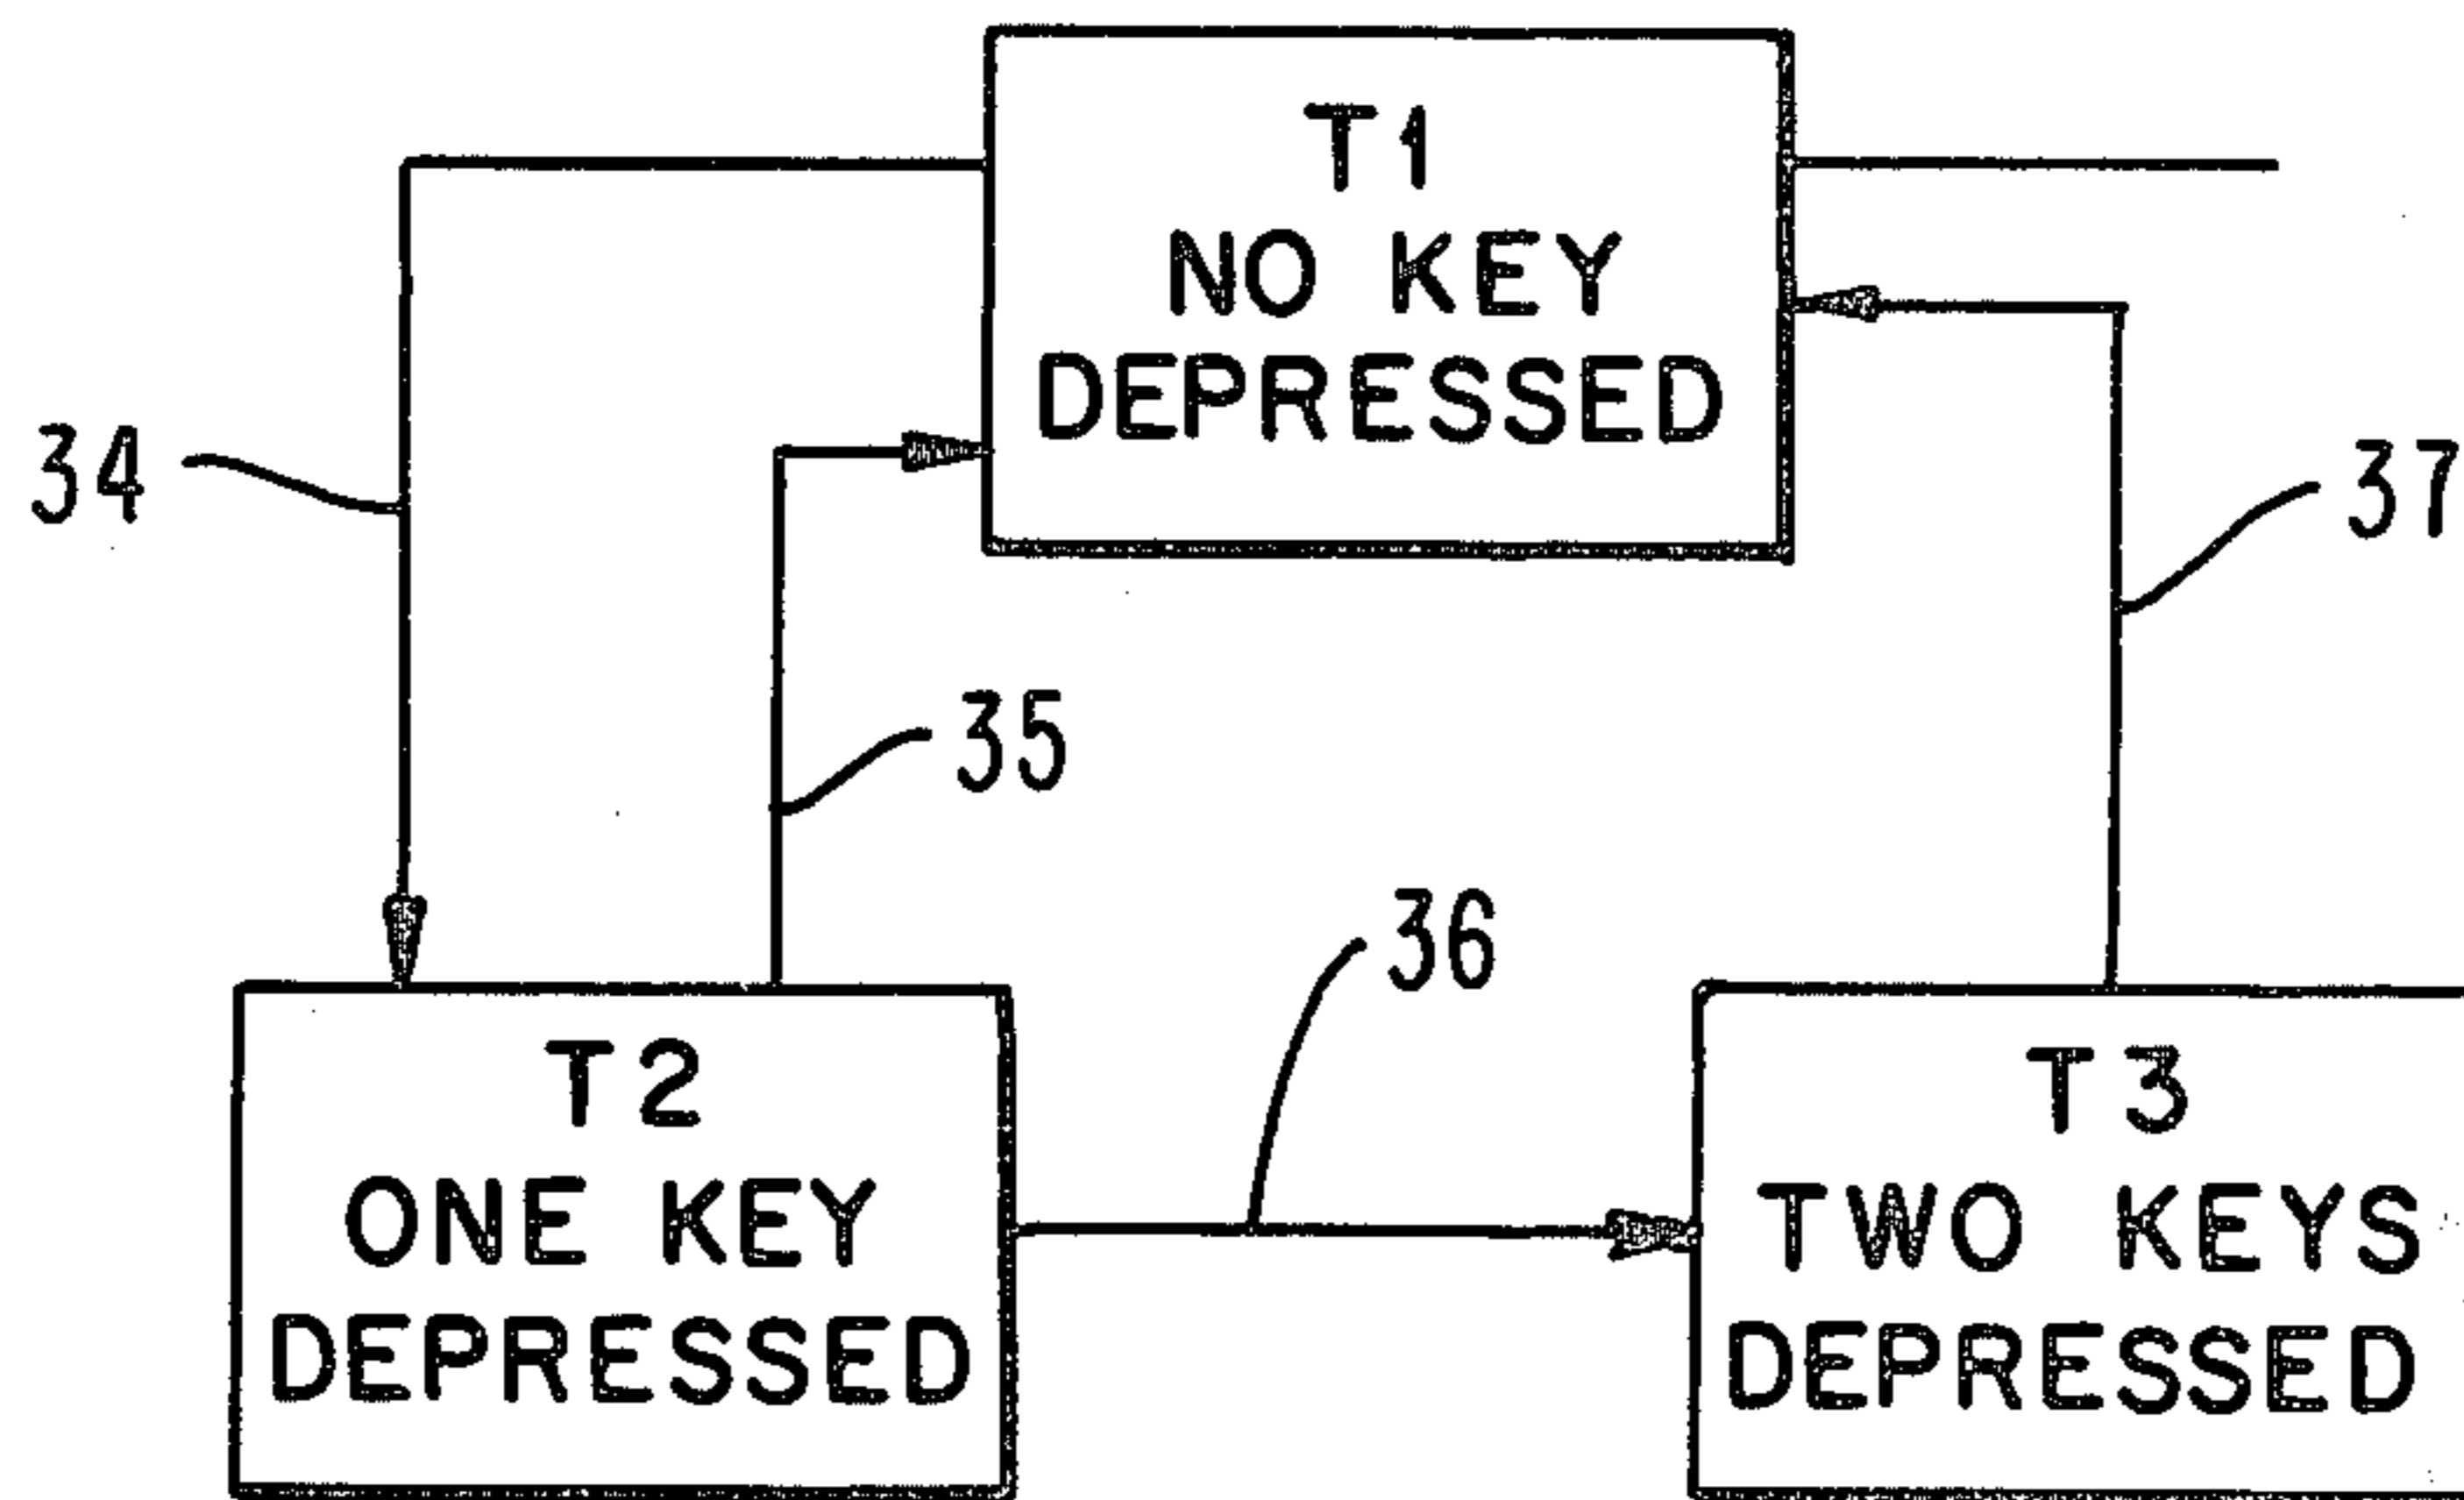 T1
NO KEY
DEPRESSED
34
37
35
36
T2
ONE KEY
DEPRESSED
T3
TWO KEYS
DEPRESSED